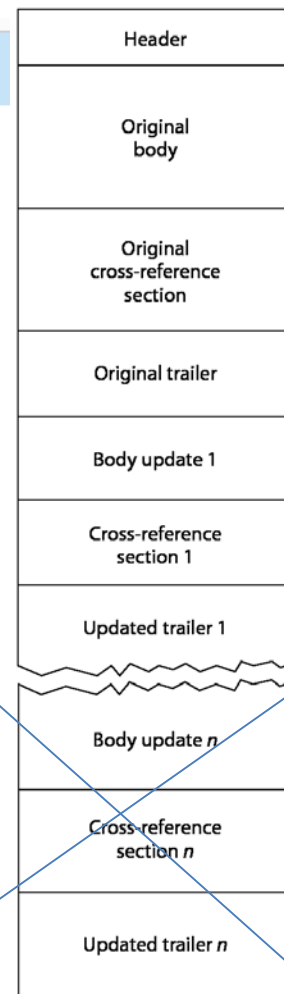 Header
Original
body
Original
cross-reference
section
Original trailer
Body update 1
Cross-reference
section 1
Updated trailer 1
Body update n
Cross-reference
section n
Updated trailer n